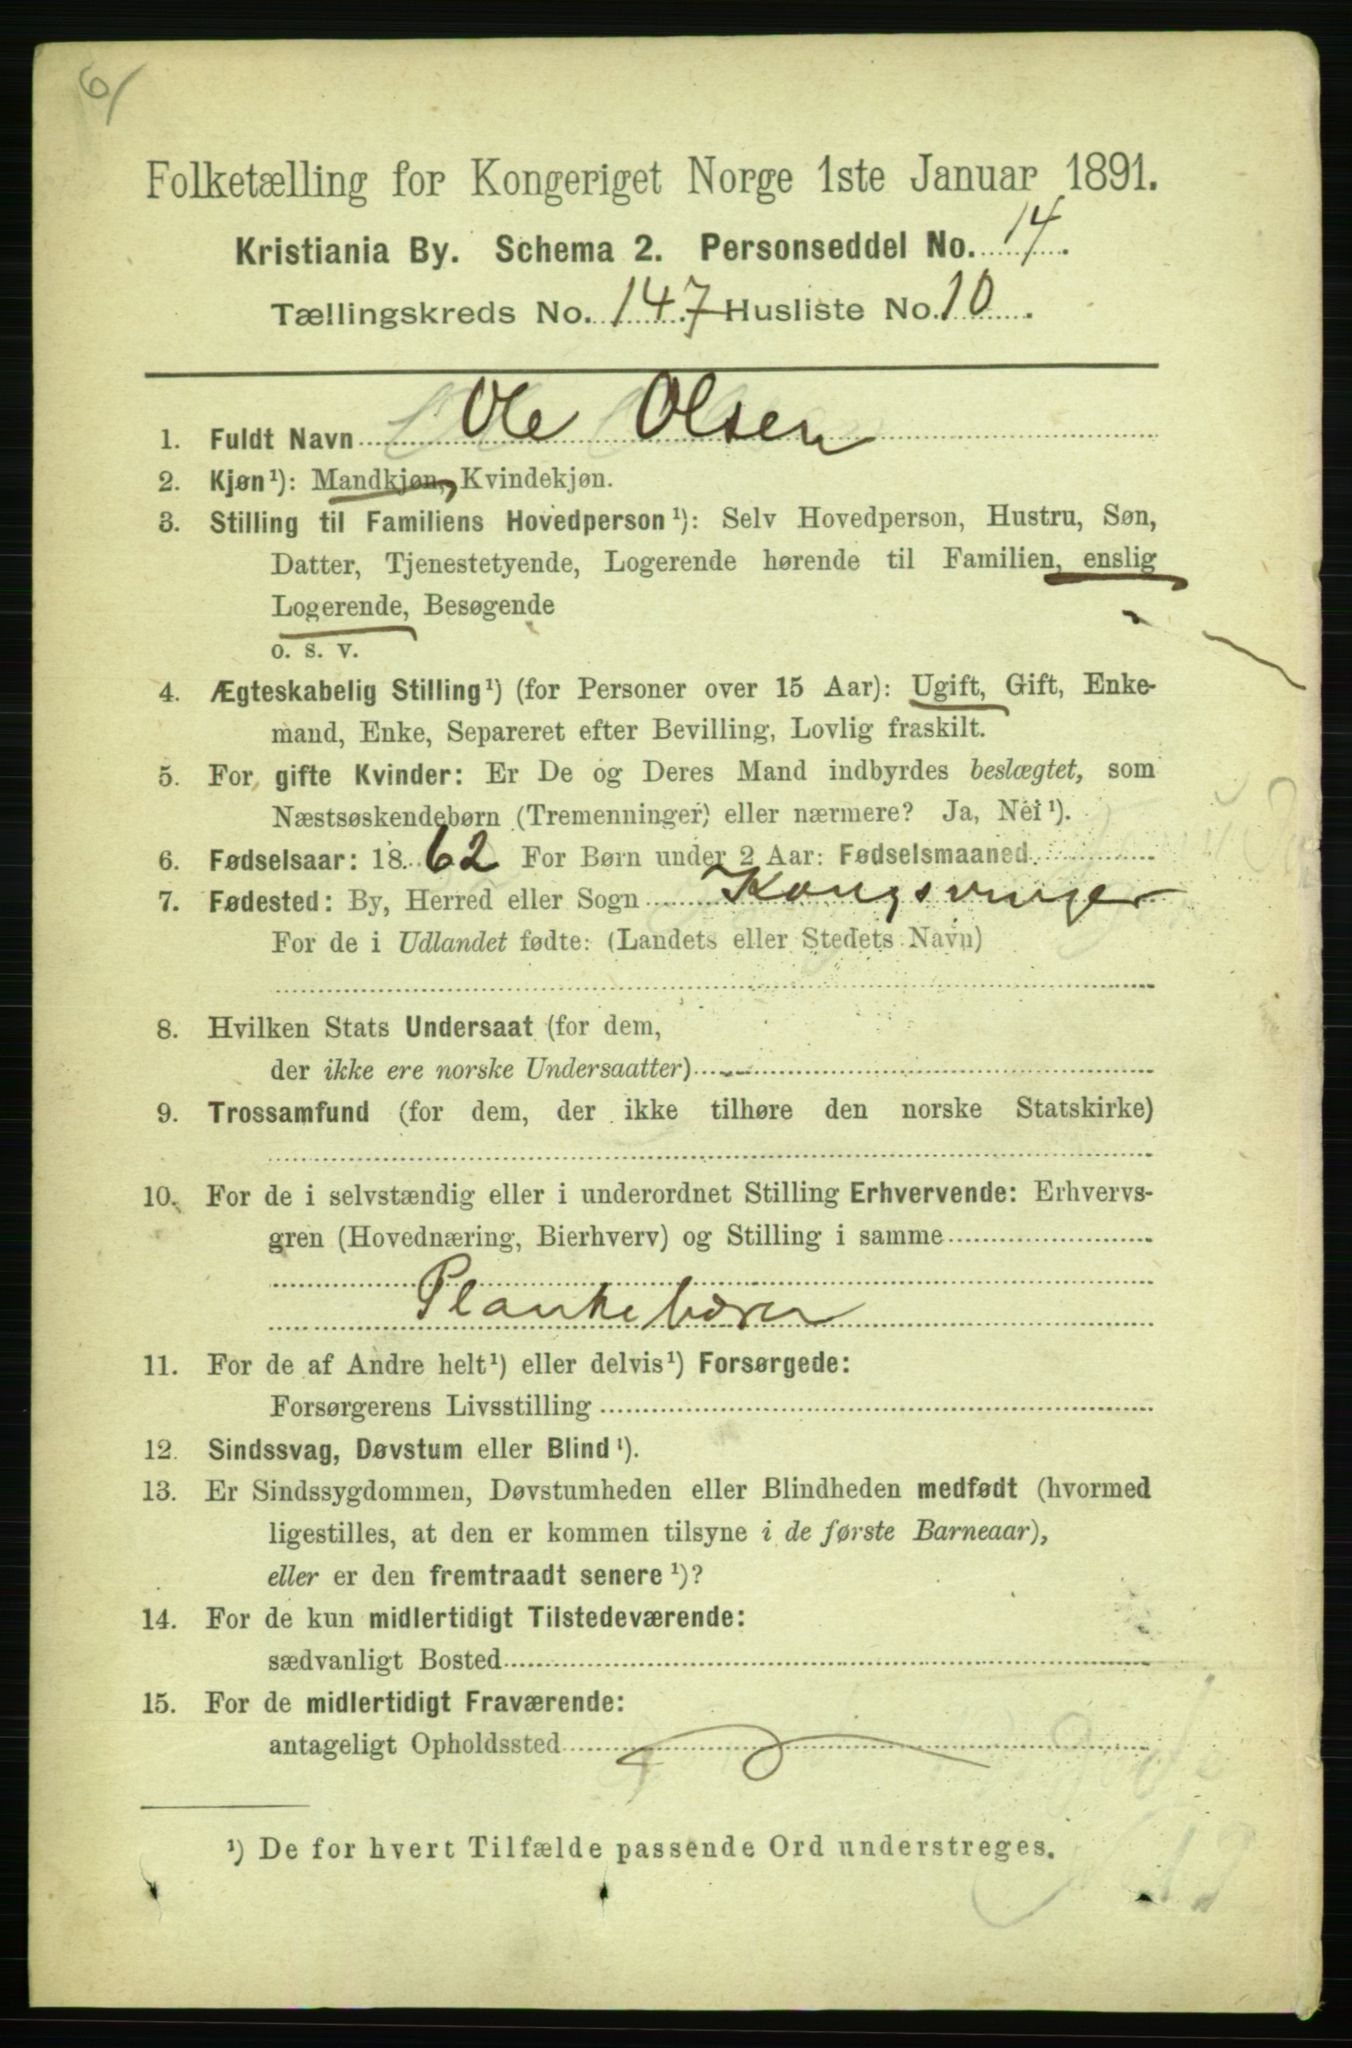 6/
Folketælling for Kongeriget Norge 1ste Januar 1891.
Kristiania By. Schema 2. Personseddel No. 14.
Tællingskreds No. 147 Husliste No. 10.
1. Fuldt Navn Ole Olsen
2. Kjøn¹): Mandkjøn, Kvindekjøn.
3. Stilling til Familiens Hovedperson¹): Selv Hovedperson, Hustru, Søn,
Datter, Tjenestetyende, Logerende hørende til Familien, enslig
Logerende, Besøgende
o. s. v.
4. Ægteskabelig Stilling¹) (for Personer over 15 Aar): Ugift, Gift, Enke-
mand, Enke, Separeret efter Bevilling, Lovlig fraskilt.
5. For gifte Kvinder: Er De og Deres Mand indbyrdes beslægtet, som
Næstsøskendebørn (Tremenninger) eller nærmere? Ja, Nei¹).
6. Fødselsaar: 1862 For Børn under 2 Aar: Fødselsmaaned
7. Fødested: By, Herred eller Sogn Kongsvinger
For de i Udlandet fødte: (Landets eller Stedets Navn)
8. Hvilken Stats Undersaat (for dem,
der ikke ere norske Undersaatter)
9. Trossamfund (for dem, der ikke tilhøre den norske Statskirke)
10. For de i selvstændig eller i underordnet Stilling Erhvervende: Erhvervs-
gren (Hovednæring, Bierhverv) og Stilling i samme
Plankebærer
11. For de af Andre helt¹) eller delvis¹) Forsørgede:
Forsørgerens Livsstilling
12. Sindssvag, Døvstum eller Blind¹).
13. Er Sindssygdommen, Døvstumheden eller Blindheden medfødt (hvormed
ligestilles, at den er kommen tilsyne i de første Barneaar),
eller er den fremtraadt senere¹)?
14. For de kun midlertidigt Tilstedeværende:
sædvanligt Bosted
15. For de midlertidigt Fraværende:
antageligt Opholdssted
¹) De for hvert Tilfælde passende Ord understreges.